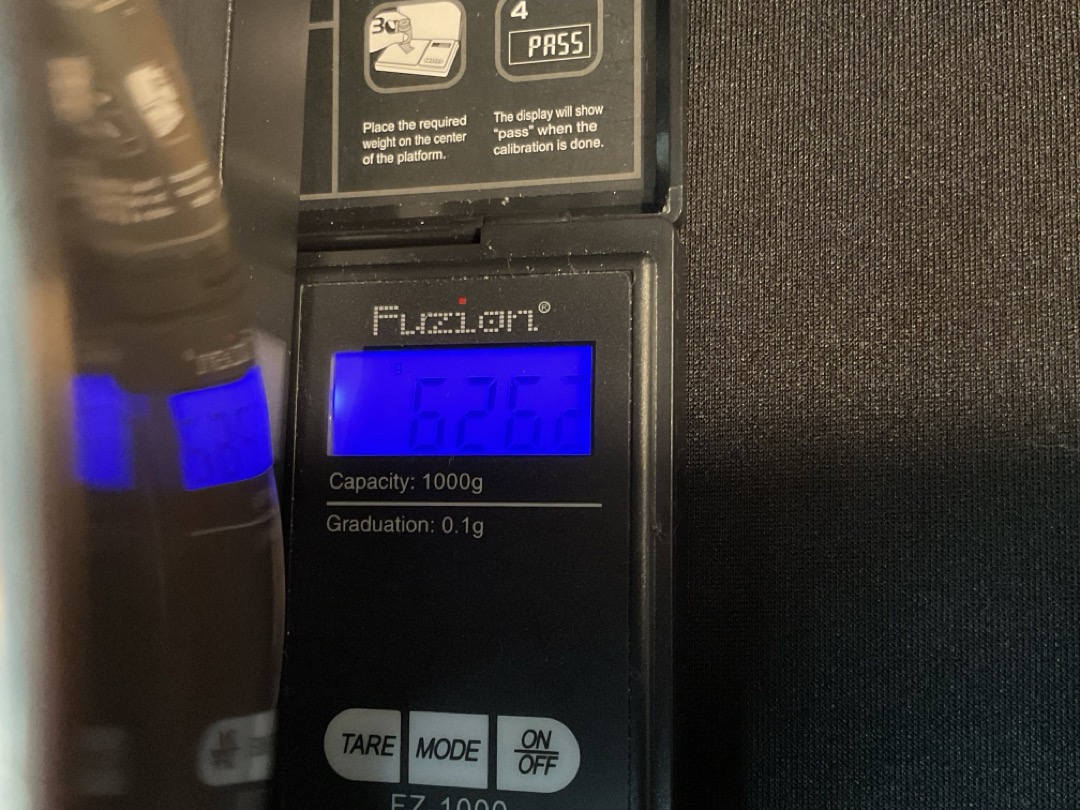 3
4
PASS
Place the required
weight on the center
of the platform.
The display will show
"pass" when the
calibration is done.
Fuzion®
g
Capacity: 1000g
Graduation: 0.1g
TARE MODE ON
OFF